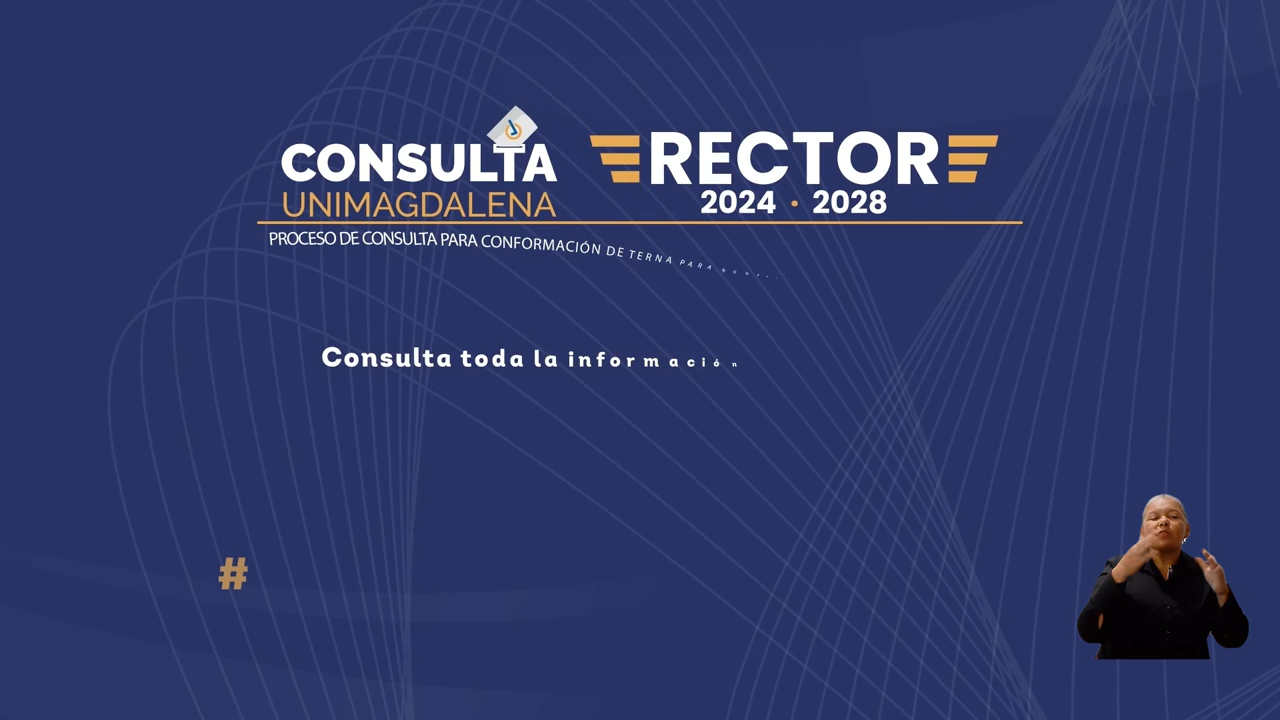 CONSULTA
UNIMAGDALENA
RECTOR
2024 • 2028
PROCESO DE CONSULTA PARA CONFORMACIÓN DE TERNA PARA
Consulta toda la información
#